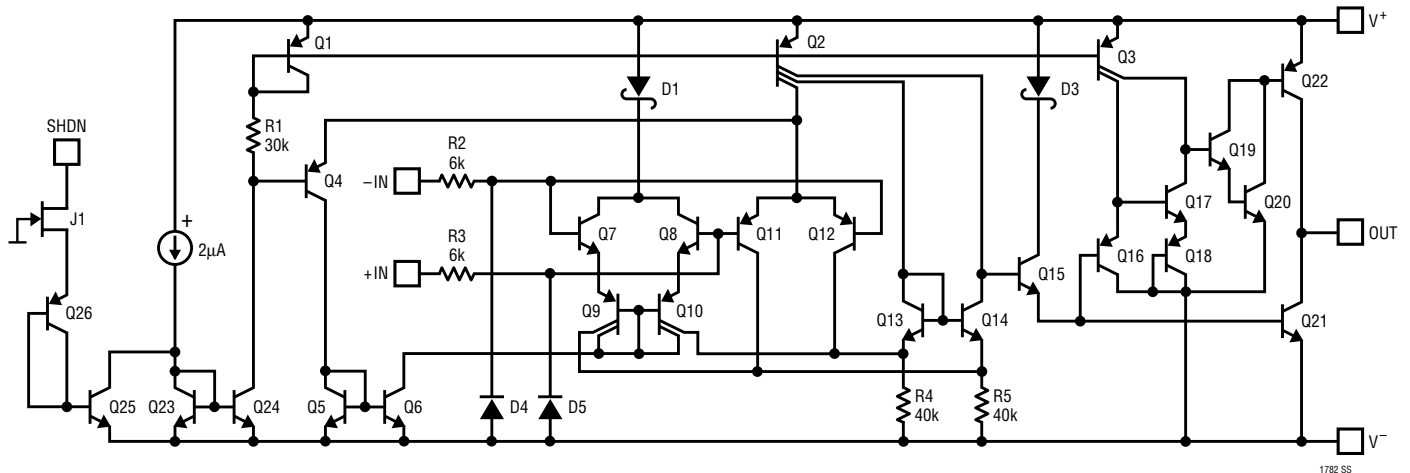 V+
Q1
Q2
Q3
Q22
D1
D3
SHDN
R1
30k
R2
6k
Q19
Q4
−IN
J1
+
2µA
Q7
Q8
Q11
Q12
Q17
Q20
OUT
R3
6k
+IN
Q16
Q18
Q15
Q26
Q9
Q10
Q13
Q14
Q21
Q25
Q23
Q24
Q5
Q6
D4
D5
R4
40k
R5
40k
V−
1782 SS